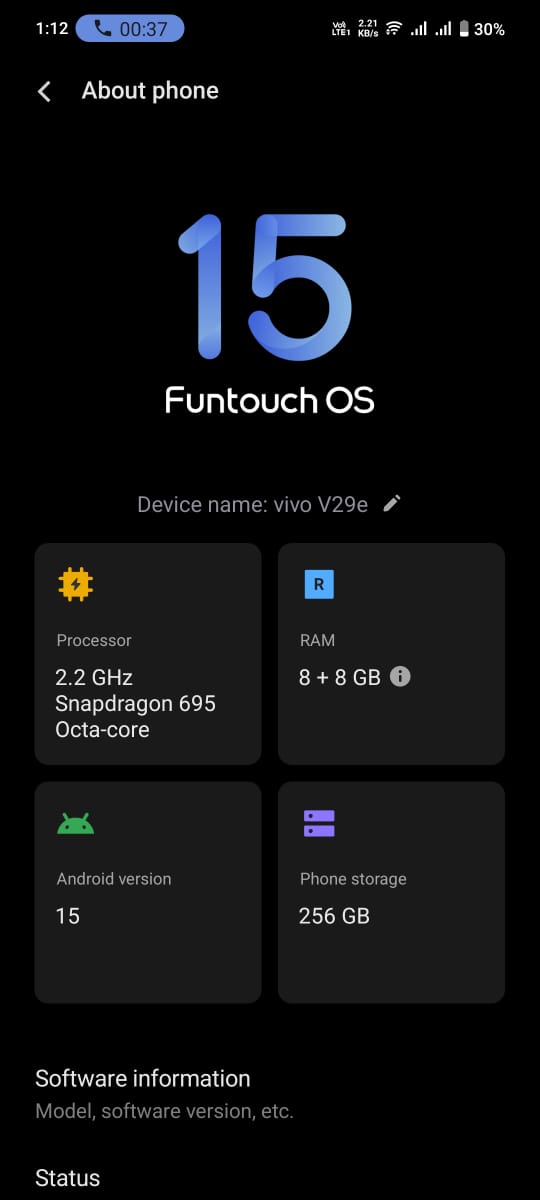 1:12 00:37 Vo) LTE1 2.21 KB/s 30%
About phone
15
Funtouch OS
Device name: vivo V29e
Processor
2.2 GHz
Snapdragon 695
Octa-core
R
RAM
8 + 8 GB
Android version
15
Phone storage
256 GB
Software information
Model, software version, etc.
Status